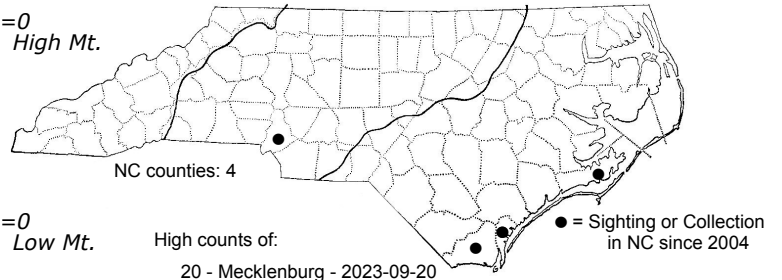 =0
High Mt.
NC counties: 4
=0
Low Mt.
High counts of:
20 - Mecklenburg - 2023-09-20
● = Sighting or Collection
in NC since 2004